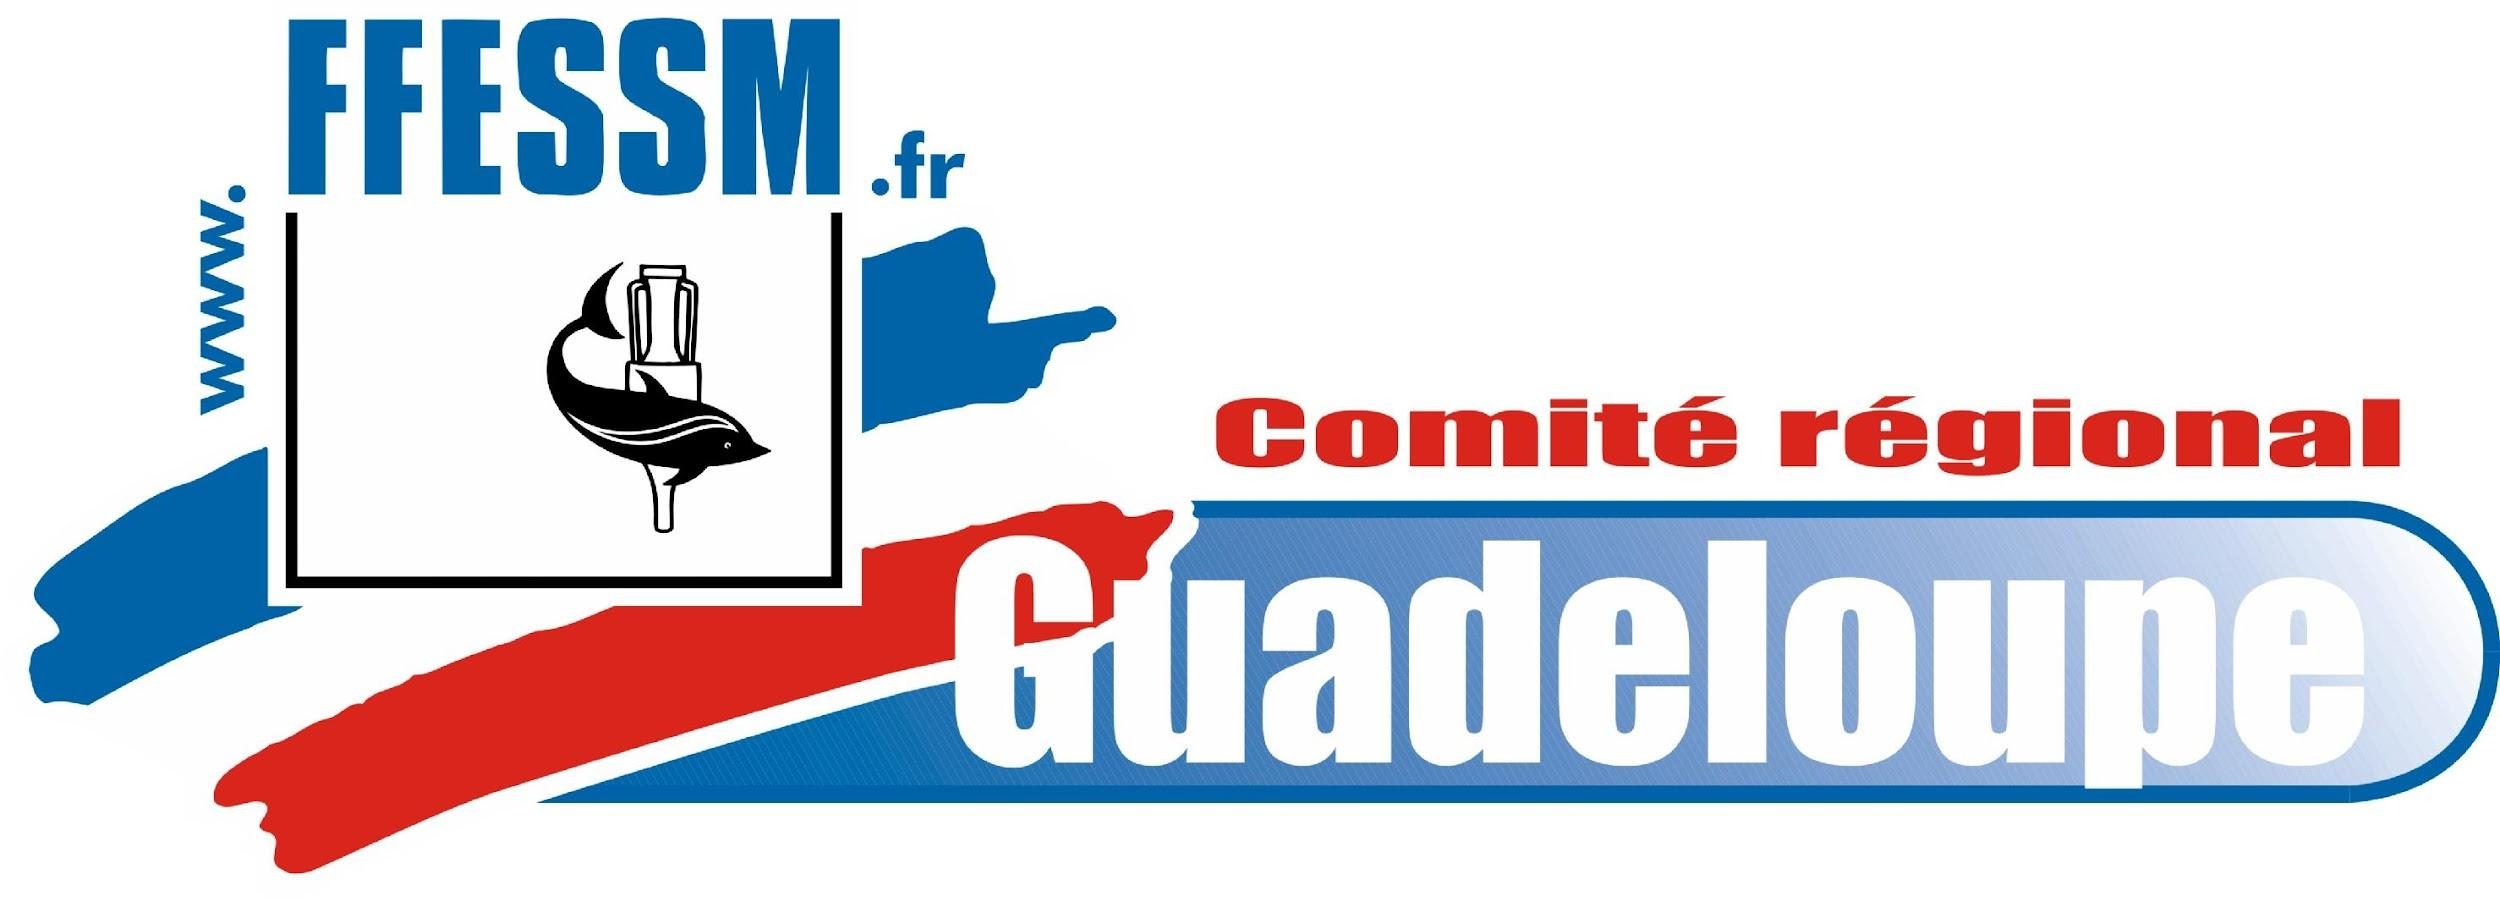 www.
FFESSM
.fr
Comité régional
Guadeloupe